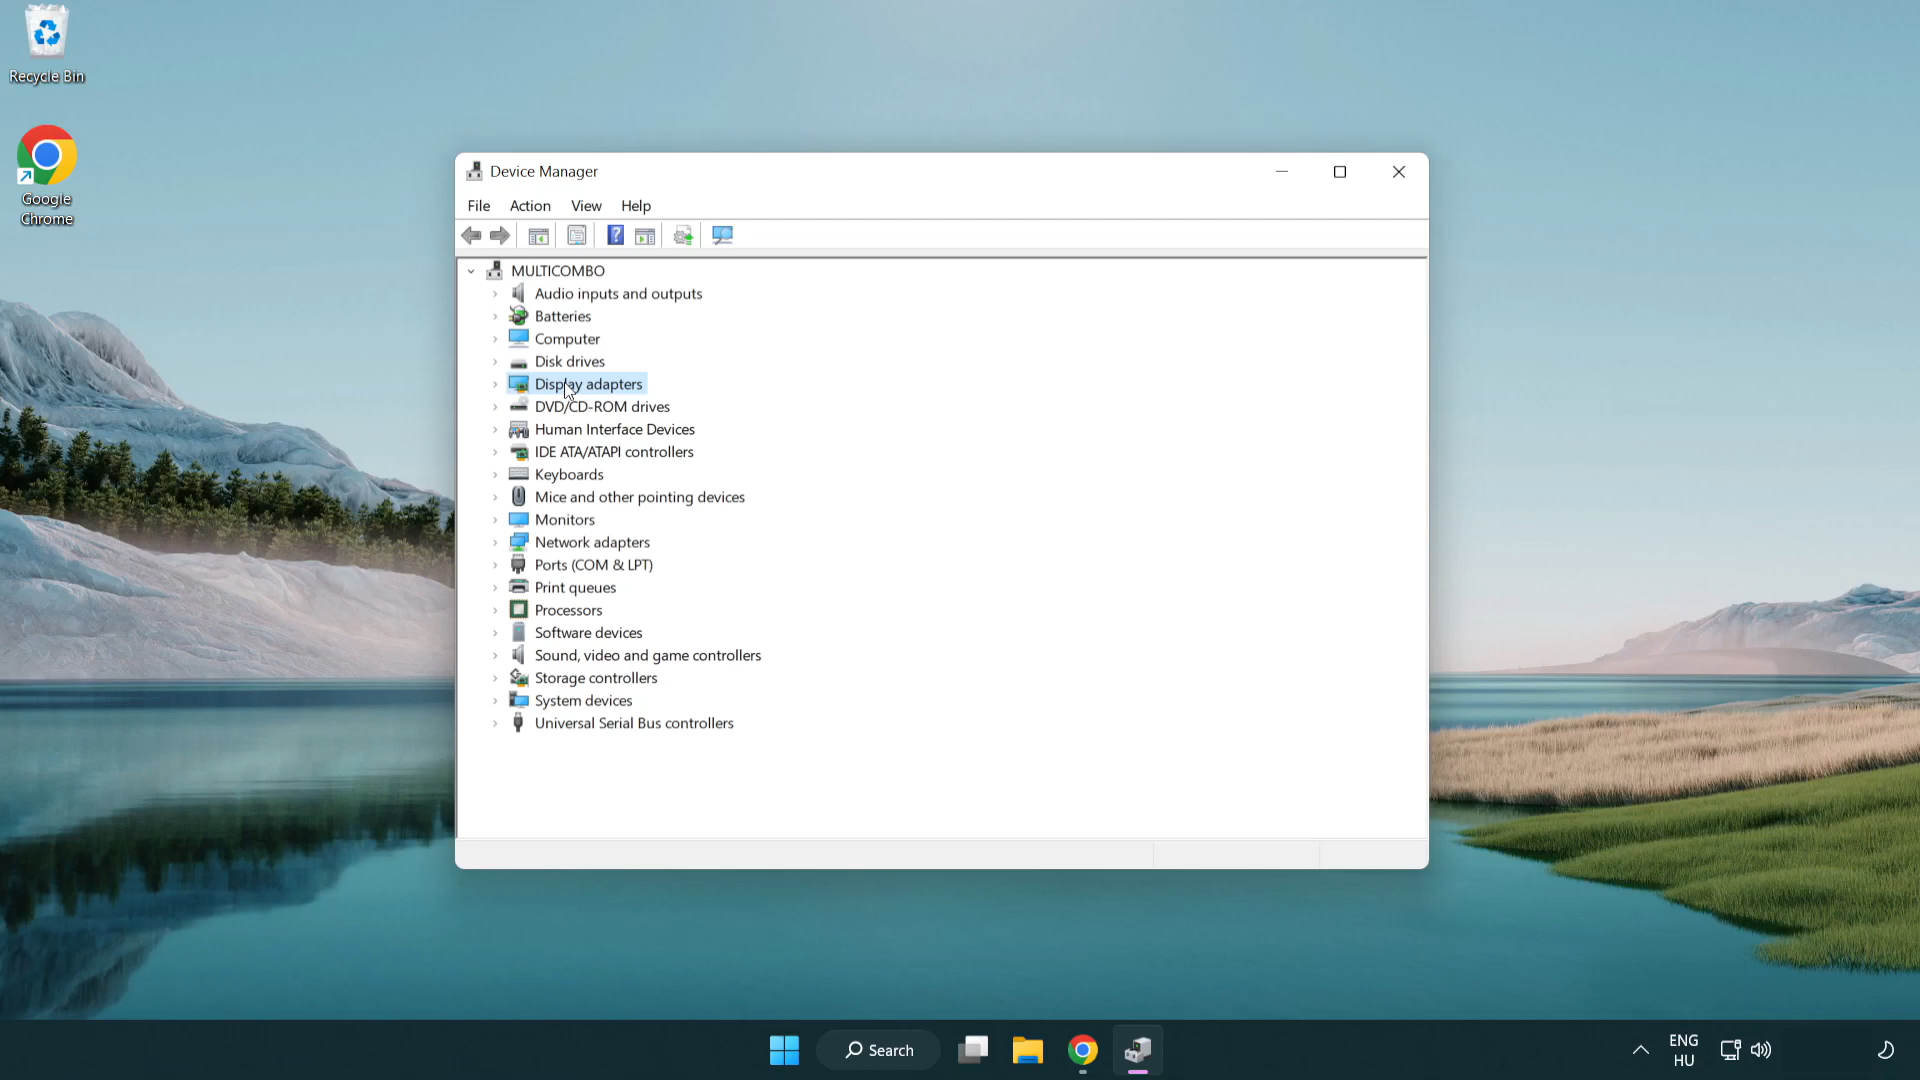 Recycle Bin
Google
Chrome
Device Manager
File Action View Help
MULTICOMBO
Audio inputs and outputs
Batteries
Computer
Disk drives
Display adapters
DVD/CD-ROM drives
Human Interface Devices
IDE ATA/ATAPI controllers
Keyboards
Mice and other pointing devices
Monitors
Network adapters
Ports (COM & LPT)
Print queues
Processors
Software devices
Sound, video and game controllers
Storage controllers
System devices
Universal Serial Bus controllers
Search
ENG
HU